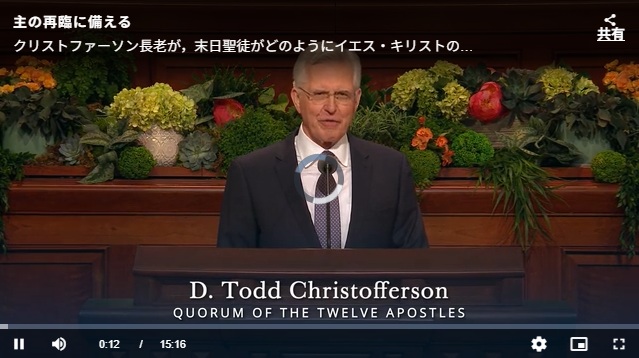 主の再臨に備える
共有
クリストファーソン長老が，末日聖徒がどのようにイエス・キリストの…
D. Todd Christofferson
QUORUM OF THE TWELVE APOSTLES
0:12 / 15:16